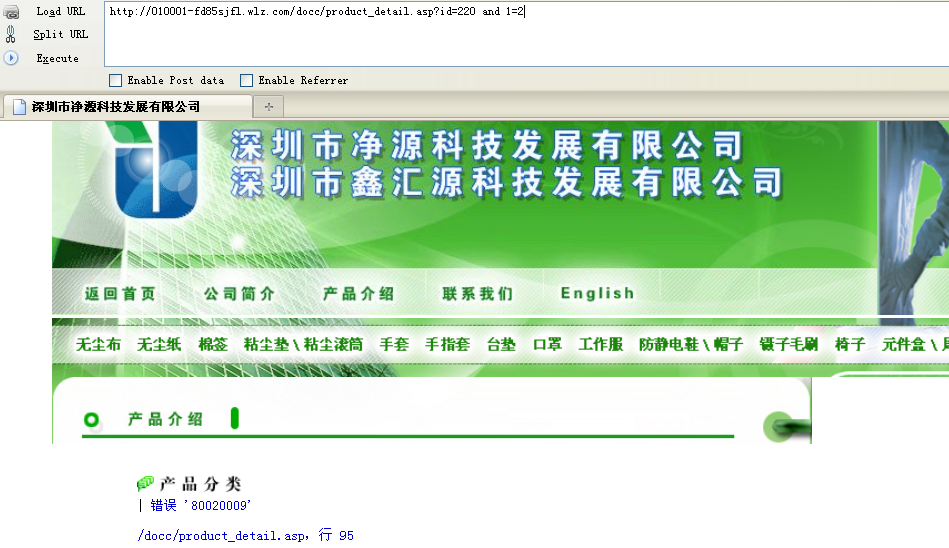 Load URL
http://010001-fd85sjfl.wlz.com/docc/product_detail.asp?id=220 and 1=2
Split URL
Execute
Enable Post data Enable Referrer
深圳市净源科技发展有限公司
深圳市净源科技发展有限公司
深圳市鑫汇源科技发展有限公司
返回首页 公司简介 产品介绍 联系我们 English
无尘布 无尘纸 棉签 粘尘垫\粘尘滚筒 手套 手指套 台垫 口罩 工作服 防静电鞋\帽子 镊子毛刷 椅子 元件盒\
产品介绍
产品分类
| 错误 '80020009'
/docc/product_detail.asp，行 95